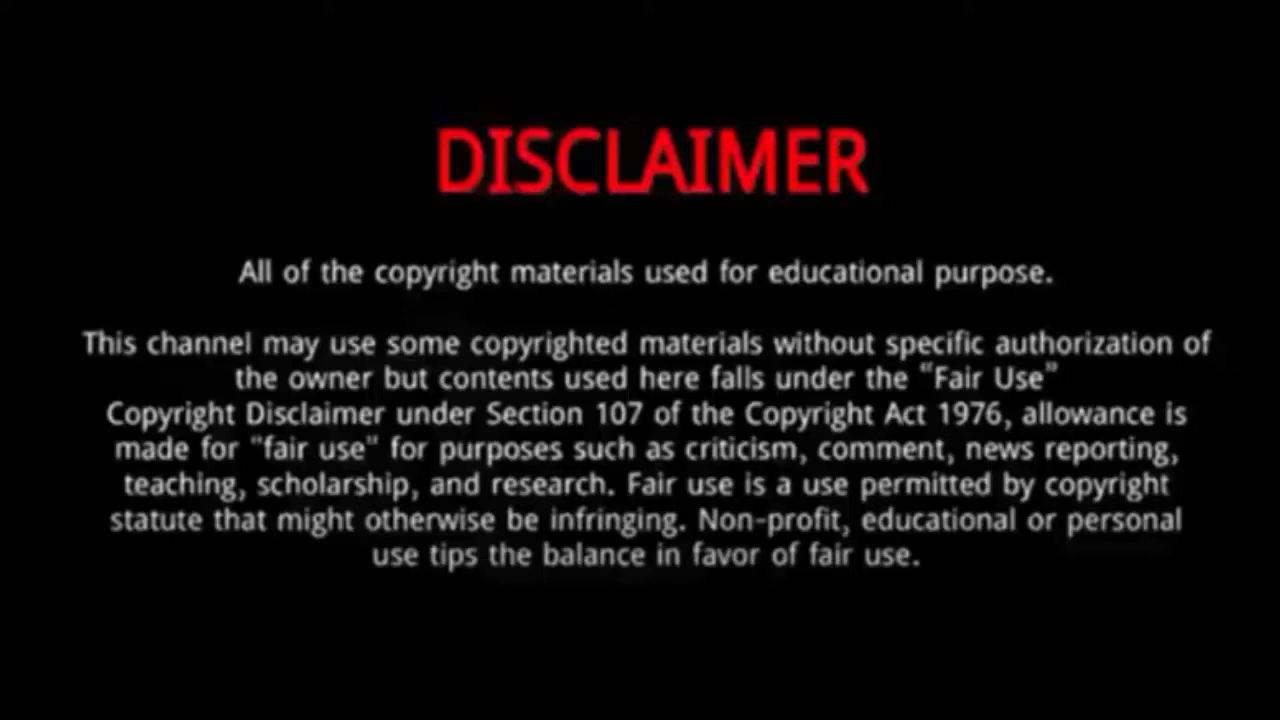 DISCLAIMER
All of the copyright materials used for educational purpose.
This channel may use some copyrighted materials without specific authorization of
the owner but contents used here falls under the “Fair Use”
Copyright Disclaimer under Section 107 of the Copyright Act 1976, allowance is
made for "fair use" for purposes such as criticism, comment, news reporting,
teaching, scholarship, and research. Fair use is a use permitted by copyright
statute that might otherwise be infringing. Non-profit, educational or personal
use tips the balance in favor of fair use.